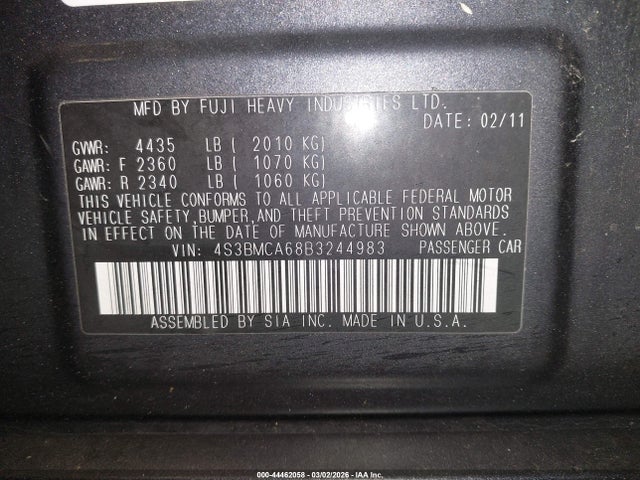 MFD BY FUJI HEAVY INDUSTRIES LTD.
DATE: 02/11
GVWR: 4435 LB ( 2010 KG)
GAWR: F 2360 LB ( 1070 KG)
GAWR: R 2340 LB ( 1060 KG)
THIS VEHICLE CONFORMS TO ALL APPLICABLE FEDERAL MOTOR
VEHICLE SAFETY,BUMPER,AND THEFT PREVENTION STANDARDS
IN EFFECT ON THE DATE OF MANUFACTURE SHOWN ABOVE.
VIN: 4S3BMCA68B3244983 PASSENGER CAR
ASSEMBLED BY SIA INC. MADE IN U.S.A.
000-44462058 - 03/02/2026 - IAA Inc.